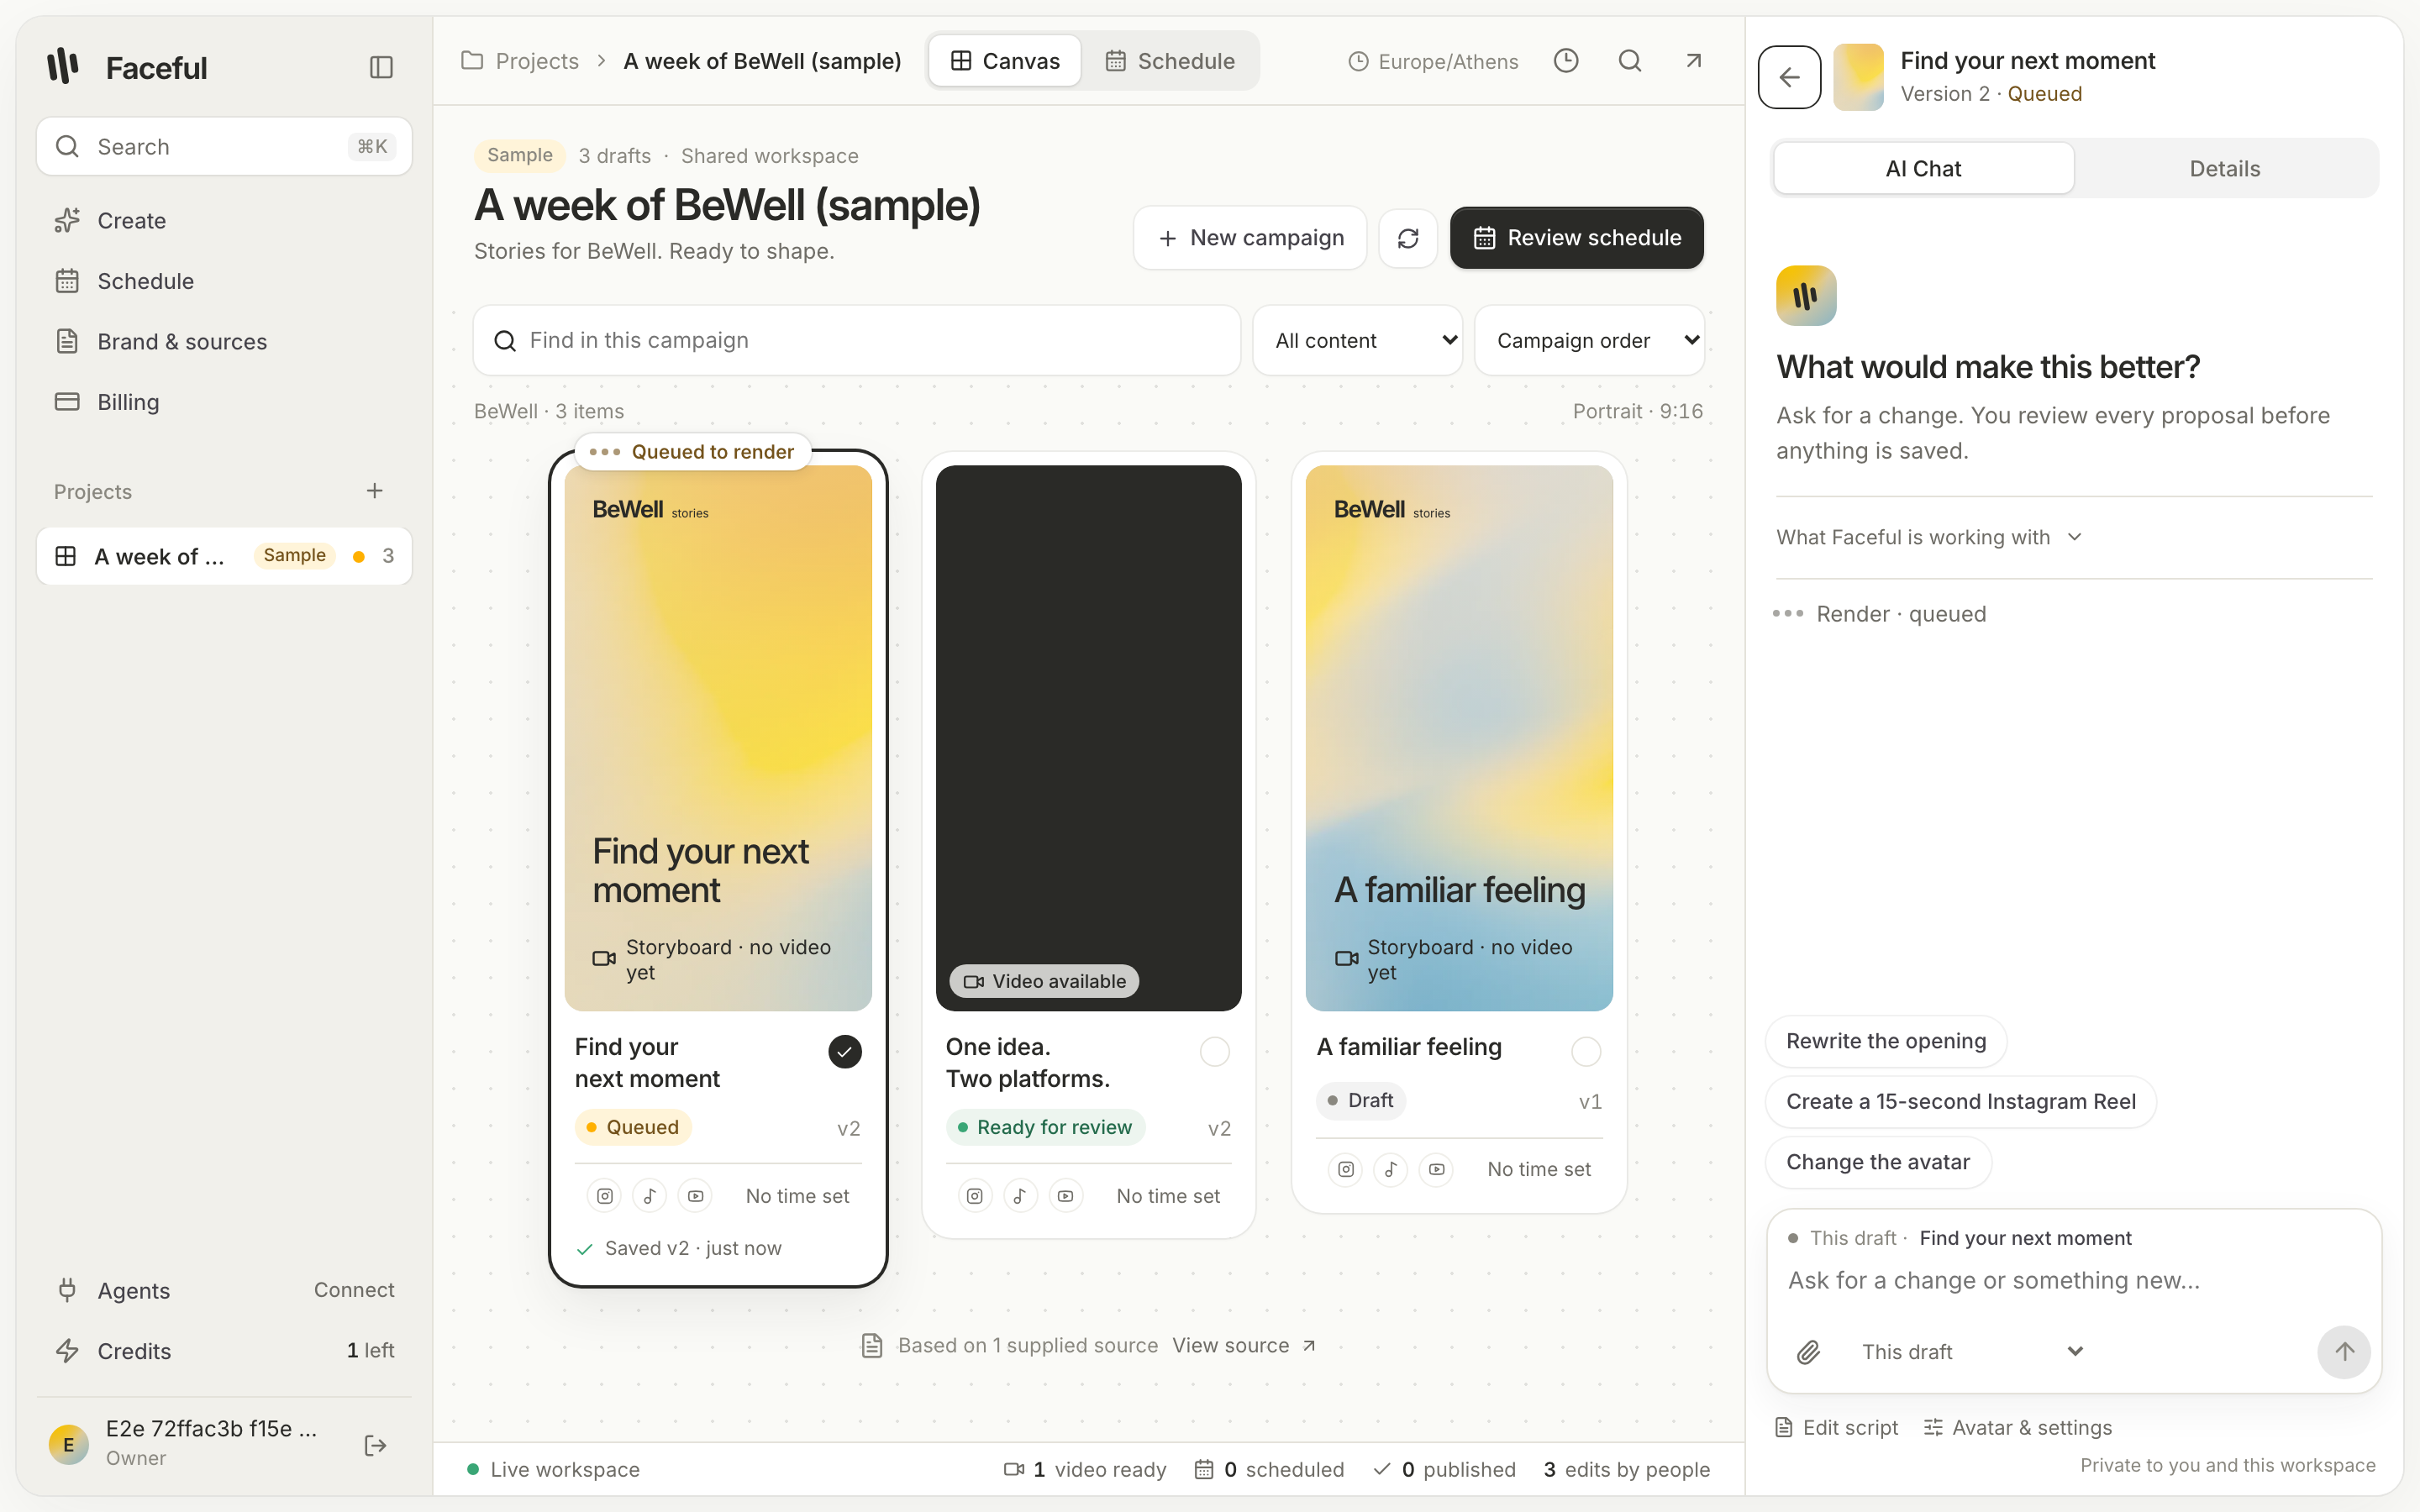 Faceful
Search ⌘K
Create
Schedule
Brand & sources
Billing
Projects
A week of ... Sample 3
Agents Connect
Credits 1 left
E E2e 72ffac3b f15e ...
Owner
Projects > A week of BeWell (sample)
Canvas Schedule
Europe/Athens
Sample 3 drafts · Shared workspace
A week of BeWell (sample)
Stories for BeWell. Ready to shape.
New campaign
Review schedule
Find in this campaign
All content
Campaign order
BeWell · 3 items
Portrait · 9:16
Queued to render
BeWell stories
Find your next
moment
Storyboard · no video
yet
Find your
next moment
Queued v2
No time set
Saved v2 · just now
Video available
One idea.
Two platforms.
Ready for review v2
No time set
BeWell stories
A familiar feeling
Storyboard · no video
yet
A familiar feeling
Draft v1
No time set
Based on 1 supplied source View source
Live workspace
1 video ready
0 scheduled
0 published
3 edits by people
Find your next moment
Version 2 · Queued
AI Chat Details
What would make this better?
Ask for a change. You review every proposal before
anything is saved.
What Faceful is working with
Render · queued
Rewrite the opening
Create a 15-second Instagram Reel
Change the avatar
This draft · Find your next moment
Ask for a change or something new...
This draft
Edit script Avatar & settings
Private to you and this workspace